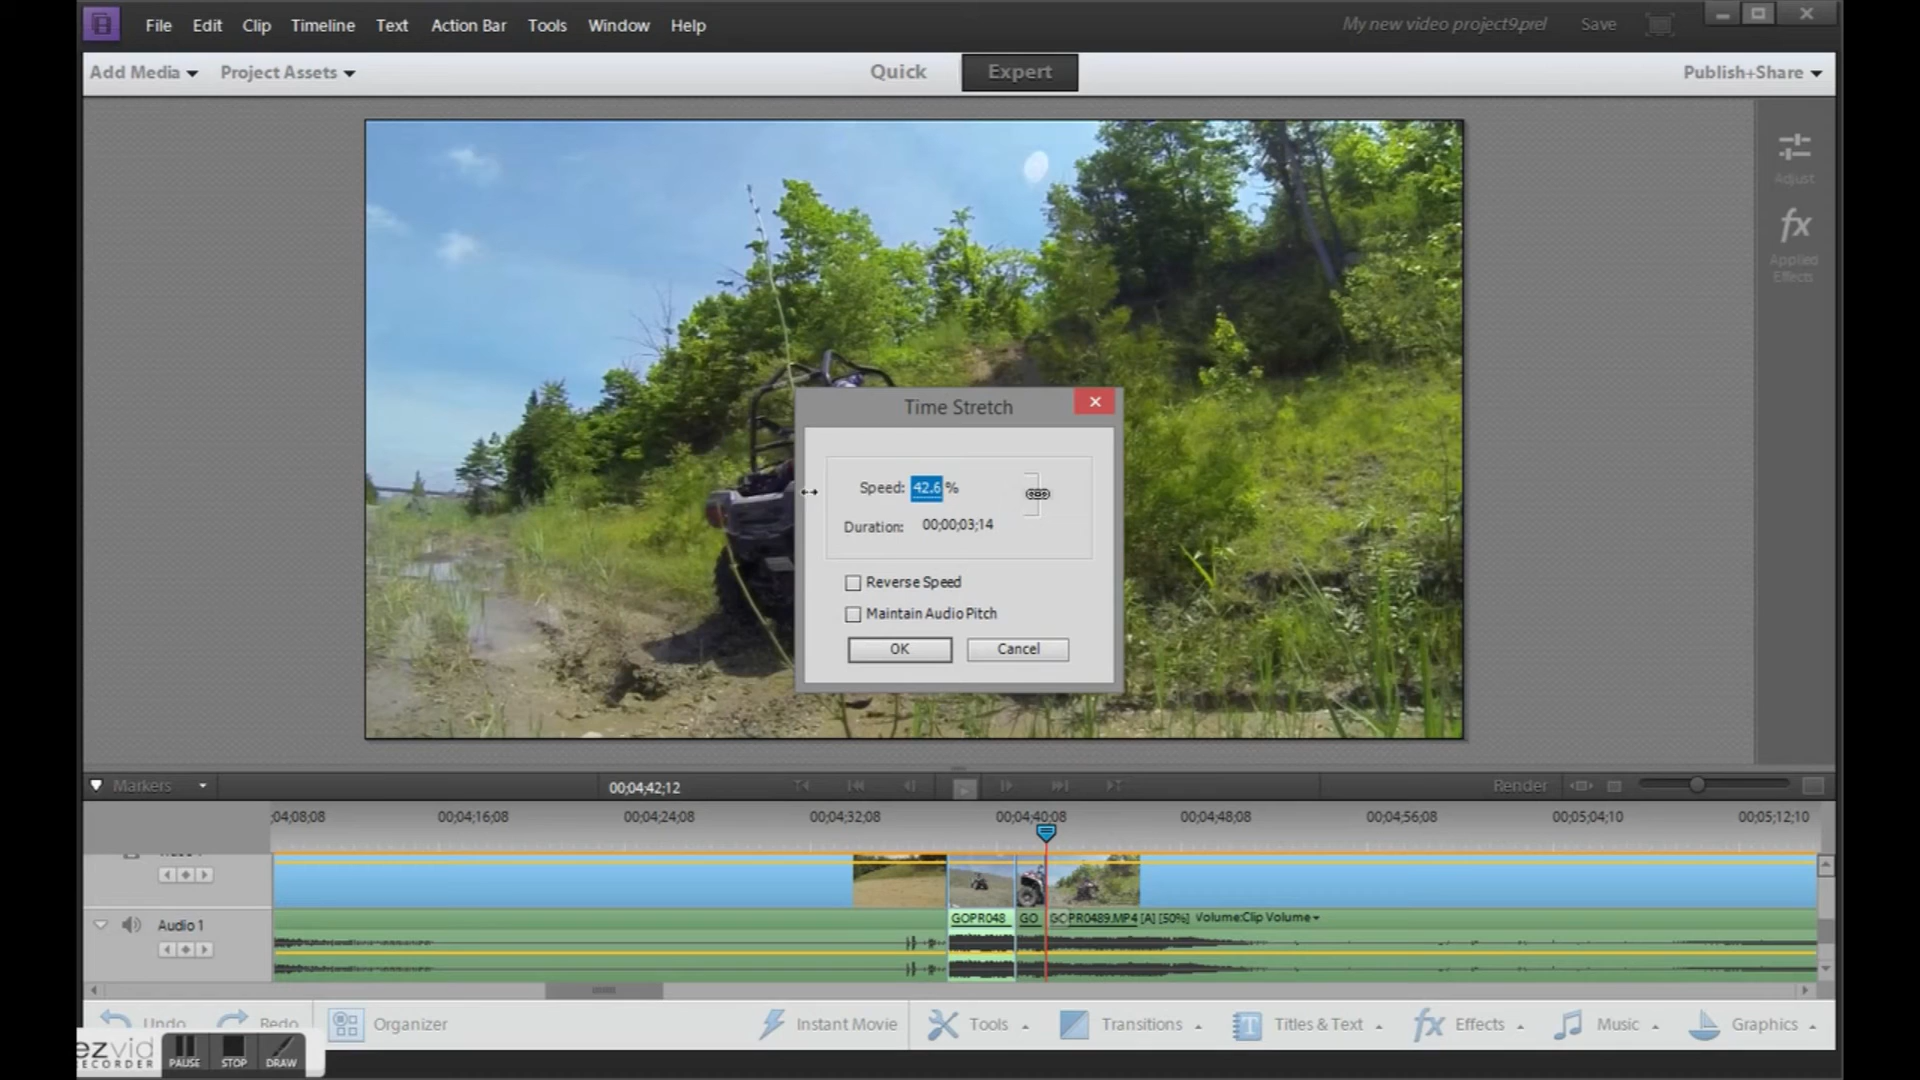 File Edit Clip Timeline Text Action Bar Tools Window Help My new video project9.prel Save
Add Media Project Assets Quick Expert Publish+Share
Adjust
fx
Applied
Effects
Time Stretch
Speed: 42.6 %
Duration: 00;00;03;14
Reverse Speed
Maintain Audio Pitch
OK Cancel
Markers 00;04;42;12 Render
;04;08;08 00;04;16;08 00;04;24;08 00;04;32;08 00;04;40;08 00;04;48;08 00;04;56;08 00;05;04;10 00;05;12;10
Audio 1 GOPR048 GO GOPR0489.MP4 [A] [50%] Volume:Clip Volume
Undo Redo Organizer Instant Movie Tools Transitions T Titles & Text fx Effects Music Graphics
ezvid
RECORDER PAUSE STOP DRAW